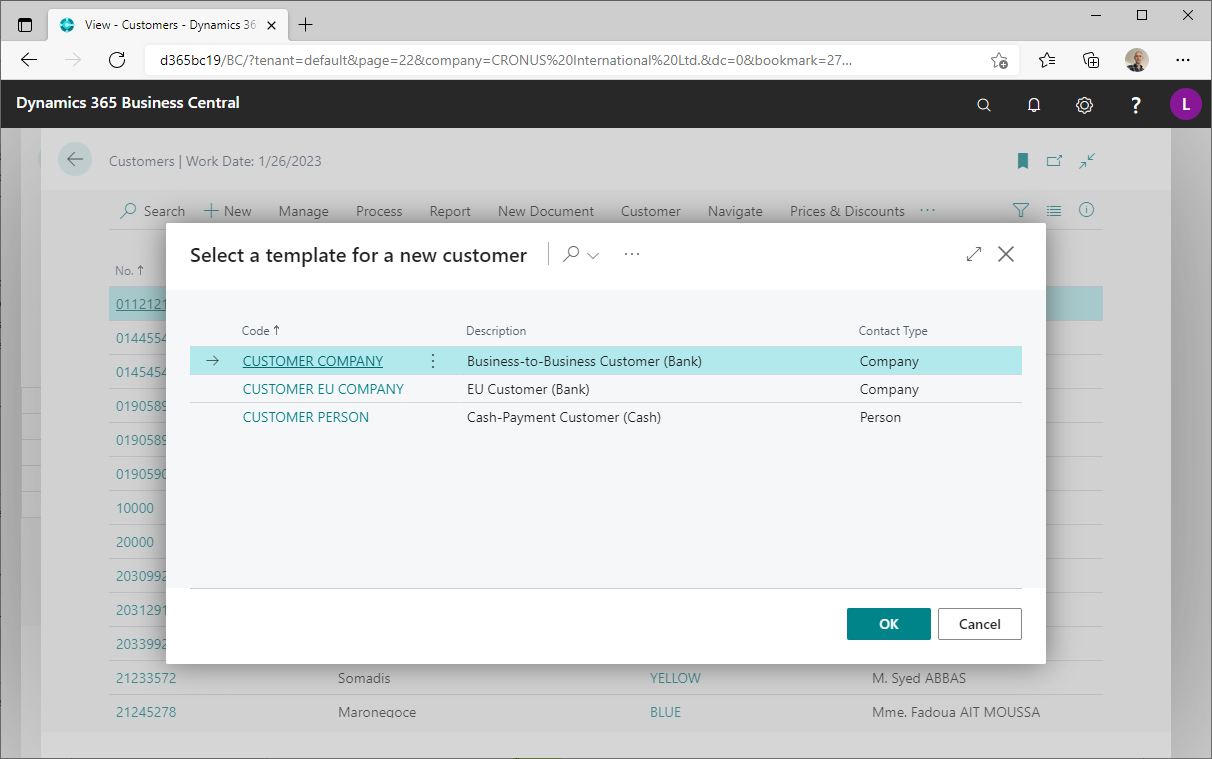 View - Customers - Dynamics 36
d365bc19/BC/?tenant=default&page=22&company=CRONUS%20International%20Ltd.&dc=0&bookmark=27...
Dynamics 365 Business Central
? L
Customers | Work Date: 1/26/2023
Search New Manage Process Report New Document Customer Navigate Prices & Discounts ...
Select a template for a new customer
No. ↑
Code ↑ Description Contact Type
0112121
CUSTOMER COMPANY Business-to-Business Customer (Bank) Company
CUSTOMER EU COMPANY EU Customer (Bank) Company
CUSTOMER PERSON Cash-Payment Customer (Cash) Person
0144554
0145454
0190589
0190589
0190590
10000
20000
2030992
2031291
2033992
OK Cancel
21233572 Somadis YELLOW M. Syed ABBAS
21245278 Maronegoce BLUE Mme. Fadoua AIT MOUSSA